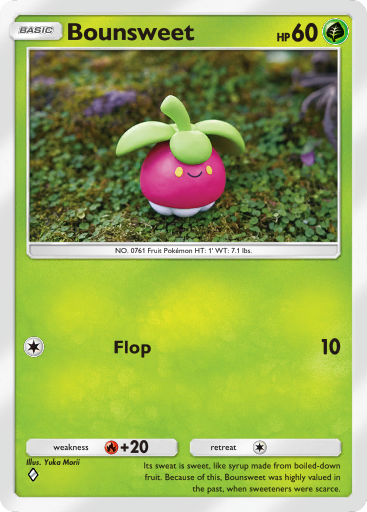 BASIC Bounsweet HP 60
NO. 0761 Fruit Pokémon HT: 1' WT: 7.1 lbs.
Flop 10
weakness +20 retreat
Illus. Yuka Morii
Its sweat is sweet, like syrup made from boiled-down
fruit. Because of this, Bounsweet was highly valued in
the past, when sweeteners were scarce.